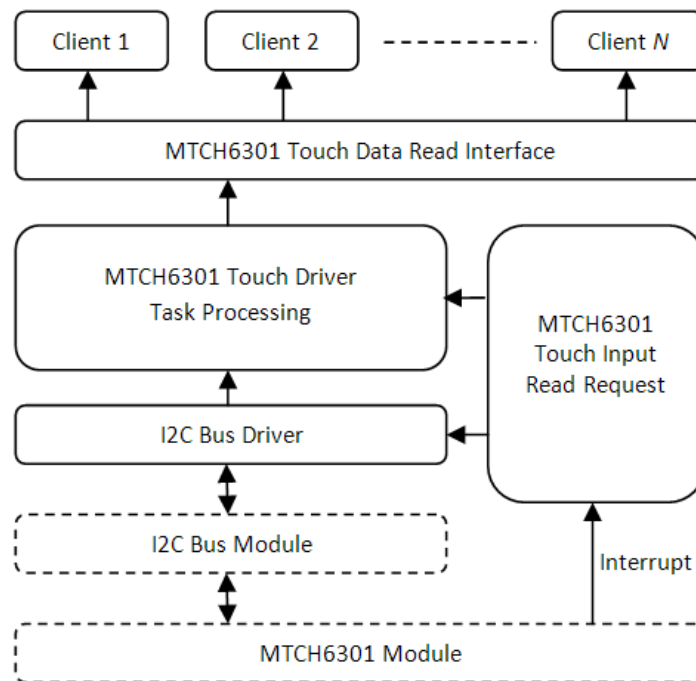 Client 1
Client 2
Client N
MTCH6301 Touch Data Read Interface
MTCH6301 Touch Driver
Task Processing
MTCH6301
Touch Input
Read Request
I2C Bus Driver
I2C Bus Module
Interrupt
MTCH6301 Module